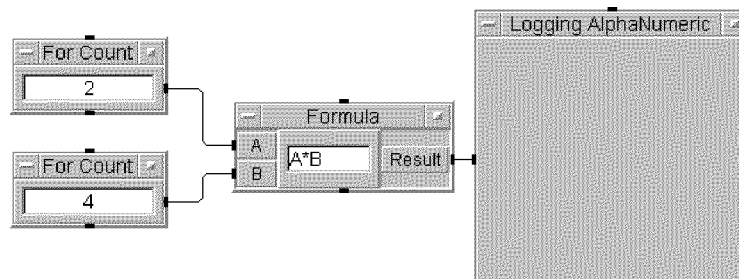 For Count
2
For Count
4
Formula
A
B
A*B
Result
Logging AlphaNumeric